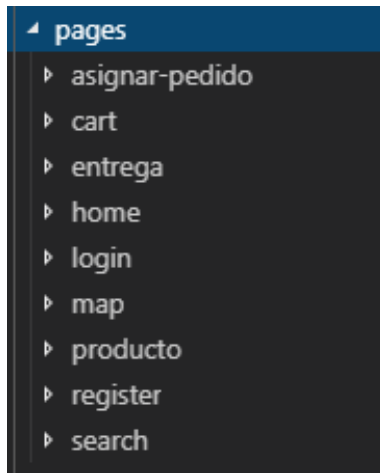 pages
asignar-pedido
cart
entrega
home
login
map
producto
register
search